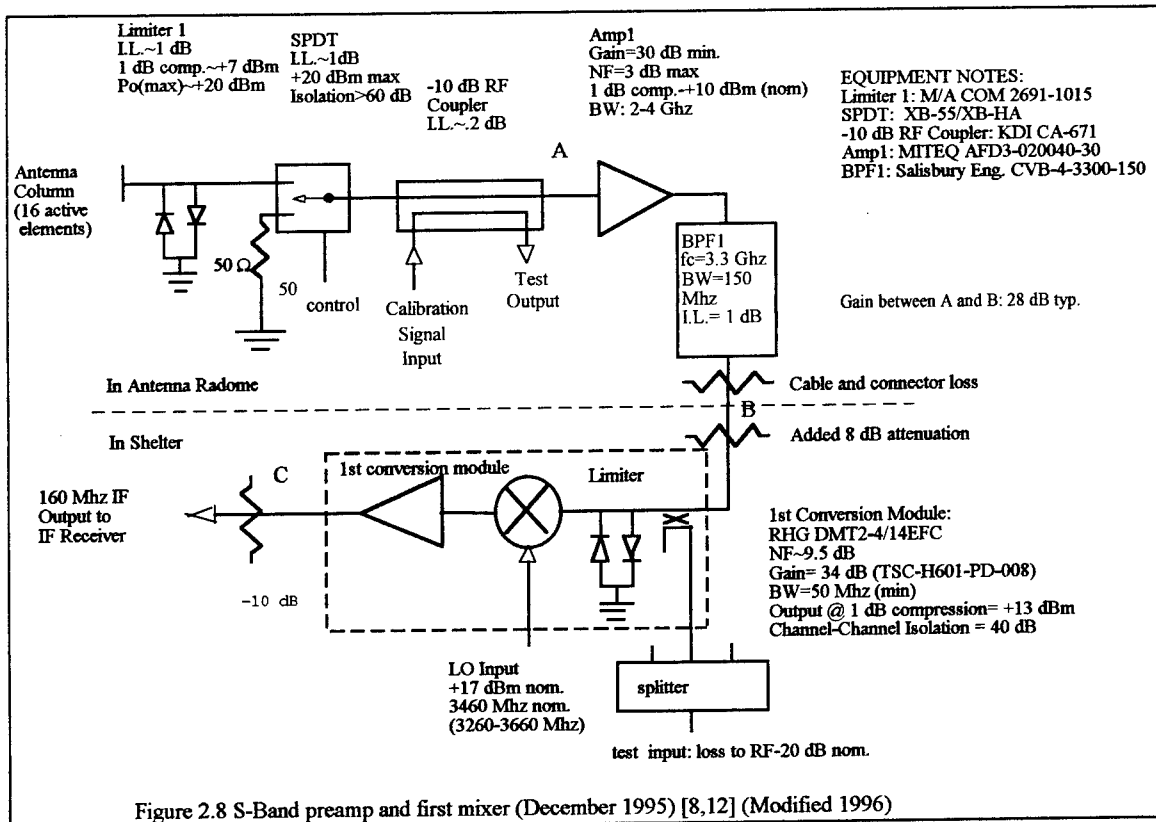 Limiter 1
I.L.~1 dB
1 dB comp.~+7 dBm
Po(max)~+20 dBm
SPDT
I.L.~1dB
+20 dBm max
Isolation>60 dB
-10 dB RF
Coupler
I.L.~.2 dB
Amp1
Gain=30 dB min.
NF=3 dB max
1 dB comp.-+10 dBm (nom)
BW: 2-4 Ghz
EQUIPMENT NOTES:
Limiter 1: M/A COM 2691-1015
SPDT: XB-55/XB-HA
-10 dB RF Coupler: KDI CA-671
Amp1: MITEQ AFD3-020040-30
BPF1: Salisbury Eng. CVB-4-3300-150
A
Antenna
Column
(16 active
elements)
50 Ω
50
control
Calibration
Signal
Input
Test
Output
BPF1
fc=3.3 Ghz
BW=150
Mhz
I.L.= 1 dB
Gain between A and B: 28 dB typ.
In Antenna Radome
Cable and connector loss
B
In Shelter
Added 8 dB attenuation
1st conversion module
Limiter
C
160 Mhz IF
Output to
IF Receiver
-10 dB
1st Conversion Module:
RHG DMT2-4/14EFC
NF~9.5 dB
Gain= 34 dB (TSC-H601-PD-008)
BW=50 Mhz (min)
Output @ 1 dB compression= +13 dBm
Channel-Channel Isolation = 40 dB
LO Input
+17 dBm nom.
3460 Mhz nom.
(3260-3660 Mhz)
splitter
test input: loss to RF-20 dB nom.
Figure 2.8 S-Band preamp and first mixer (December 1995) [8,12] (Modified 1996)